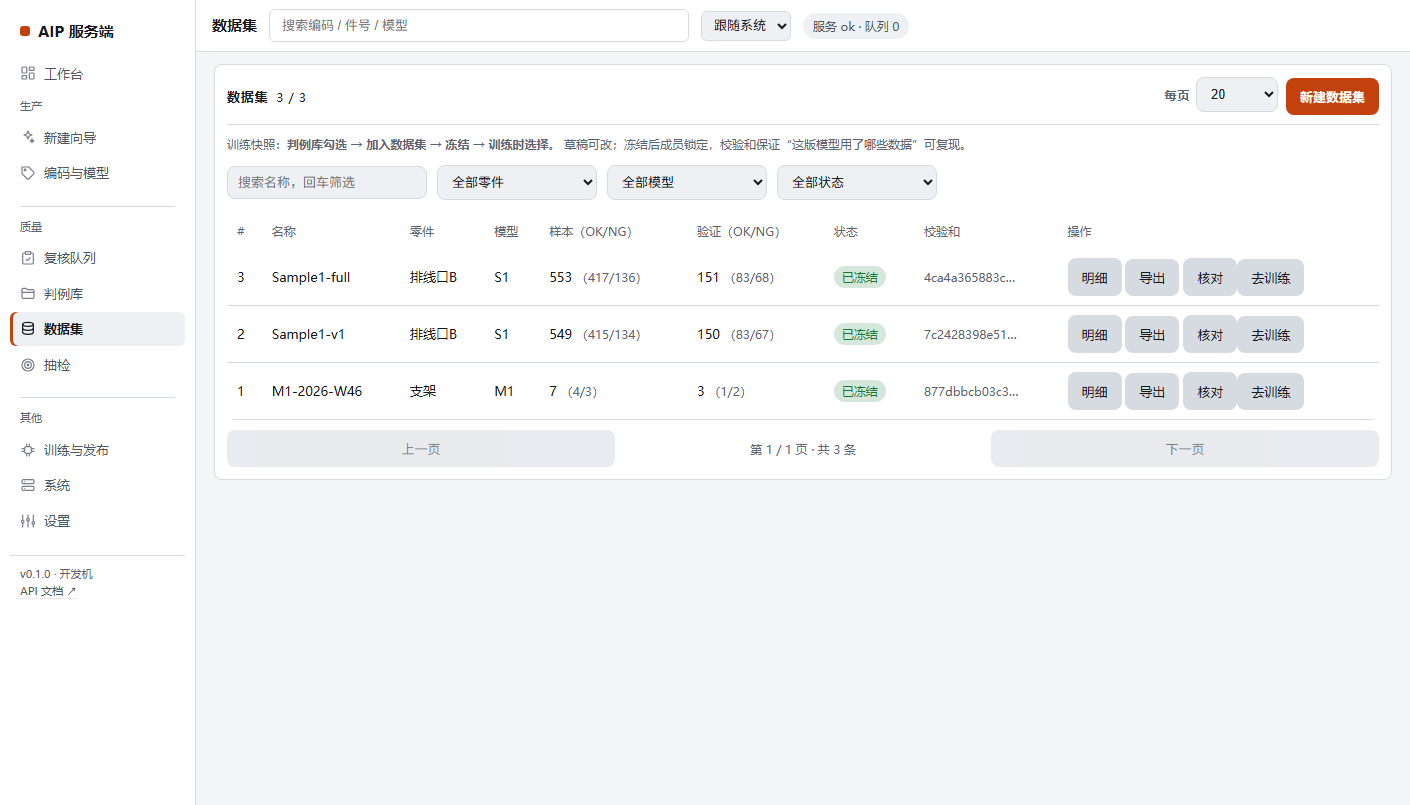 AIP 服务端
工作台
生产
新建向导
编码与模型
质量
复核队列
判例库
数据集
抽检
其他
训练与发布
系统
设置
v0.1.0 · 开发机
API 文档 ↗
数据集 搜索编码 / 件号 / 模型 跟随系统 服务 ok · 队列 0
数据集 3 / 3 每页 20 新建数据集
训练快照：判例库勾选 → 加入数据集 → 冻结 → 训练时选择。 草稿可改；冻结后成员锁定，校验和保证“这版模型用了哪些数据”可复现。
搜索名称，回车筛选 全部零件 全部模型 全部状态
# 名称 零件 模型 样本（OK/NG） 验证（OK/NG） 状态 校验和 操作
3 Sample1-full 排线口B S1 553 (417/136) 151 (83/68) 已冻结 4ca4a365883c… 明细 导出 核对 去训练
2 Sample1-v1 排线口B S1 549 (415/134) 150 (83/67) 已冻结 7c2428398e51… 明细 导出 核对 去训练
1 M1-2026-W46 支架 M1 7 (4/3) 3 (1/2) 已冻结 877dbbcb03c3… 明细 导出 核对 去训练
上一页 第 1 / 1 页 · 共 3 条 下一页